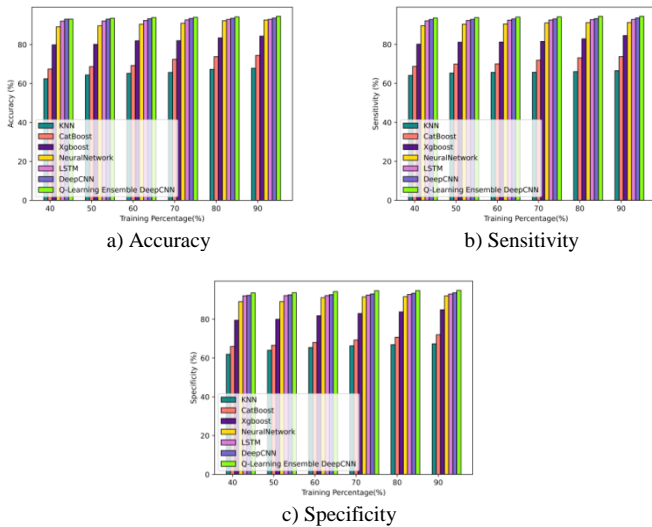 Accuracy (%)
80
60
40
20
0
KNN
CatBoost
Xgboost
NeuralNetwork
LSTM
DeepCNN
Q-Learning Ensemble DeepCNN
40 50 60 70 80 90
Training Percentage(%)
a) Accuracy
Sensitivity (%)
80
60
40
20
0
KNN
CatBoost
Xgboost
NeuralNetwork
LSTM
DeepCNN
Q-Learning Ensemble DeepCNN
40 50 60 70 80 90
Training Percentage(%)
b) Sensitivity
Specificity (%)
80
60
40
20
0
KNN
CatBoost
Xgboost
NeuralNetwork
LSTM
DeepCNN
Q-Learning Ensemble DeepCNN
40 50 60 70 80 90
Training Percentage(%)
c) Specificity